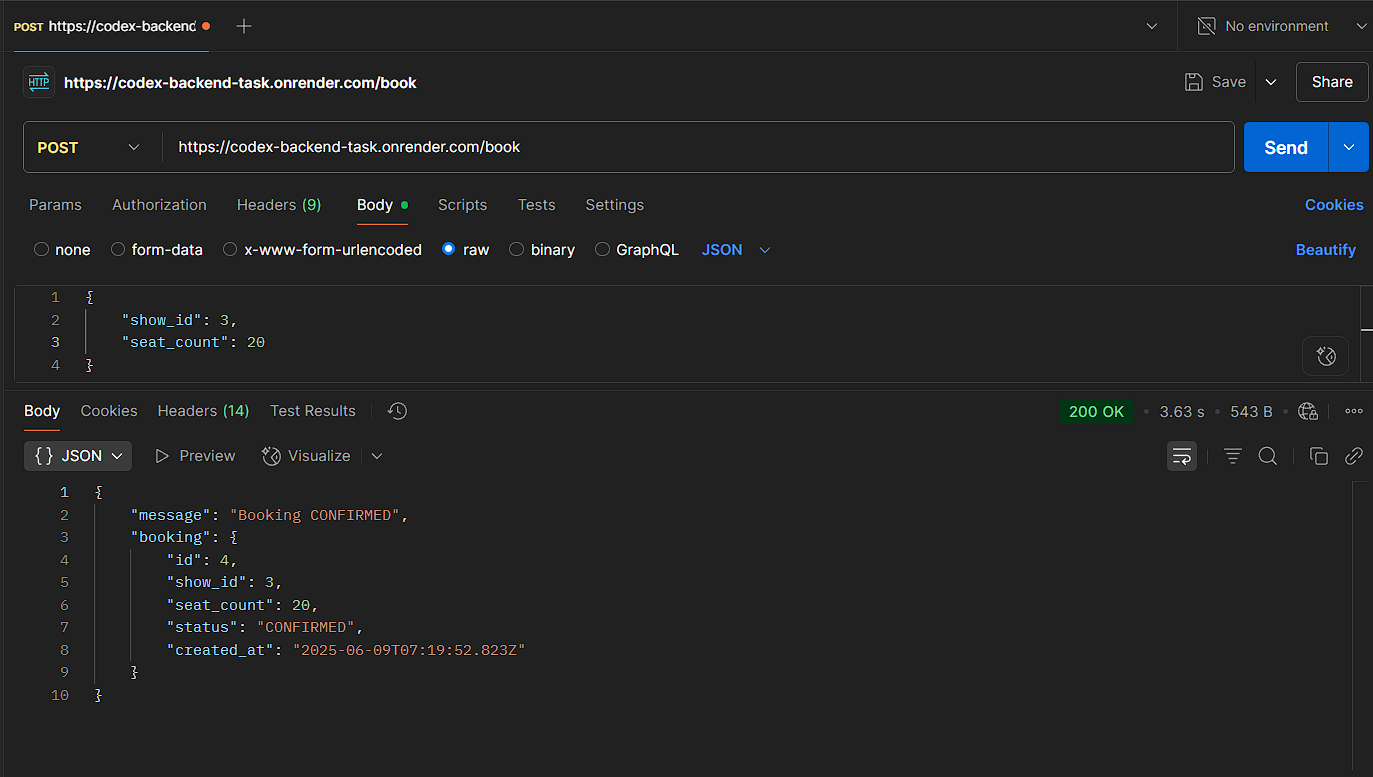 POST https://codex-backend
No environment
HTTP https://codex-backend-task.onrender.com/book
Save
Share
POST https://codex-backend-task.onrender.com/book
Send
Params Authorization Headers (9) Body Scripts Tests Settings Cookies
none form-data x-www-form-urlencoded raw binary GraphQL JSON Beautify
1 {
2 "show_id": 3,
3 "seat_count": 20
4 }
Body Cookies Headers (14) Test Results 200 OK • 3.63 s • 543 B •
{} JSON Preview Visualize
1 {
2 "message": "Booking CONFIRMED",
3 "booking": {
4 "id": 4,
5 "show_id": 3,
6 "seat_count": 20,
7 "status": "CONFIRMED",
8 "created_at": "2025-06-09T07:19:52.823Z"
9 }
10 }